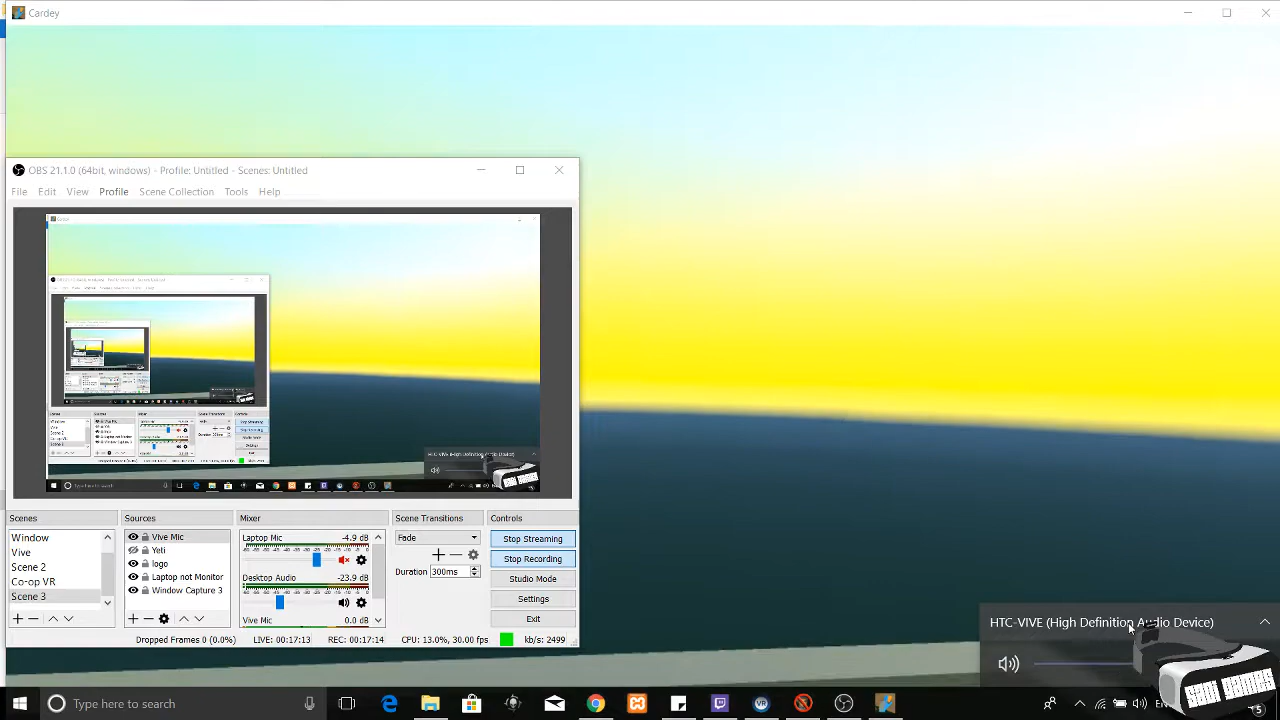 Cardey
OBS 21.1.0 (64bit, windows) - Profile: Untitled - Scenes: Untitled
File Edit View Profile Scene Collection Tools Help
Scenes
Window
Vive
Scene 2
Co-op VR
Scene 3
Sources
Vive Mic
Yeti
logo
Laptop not Monitor
Window Capture 3
Mixer
Laptop Mic -4.9 dB
Desktop Audio -23.9 dB
Vive Mic 0.0 dB
Scene Transitions
Fade
Duration 300ms
Controls
Stop Streaming
Stop Recording
Studio Mode
Settings
Exit
Dropped Frames 0 (0.0%) LIVE: 00:17:13 REC: 00:17:14 CPU: 13.0%, 30.00 fps kb/s: 2499
HTC-VIVE (High Definition Audio Device)
Type here to search